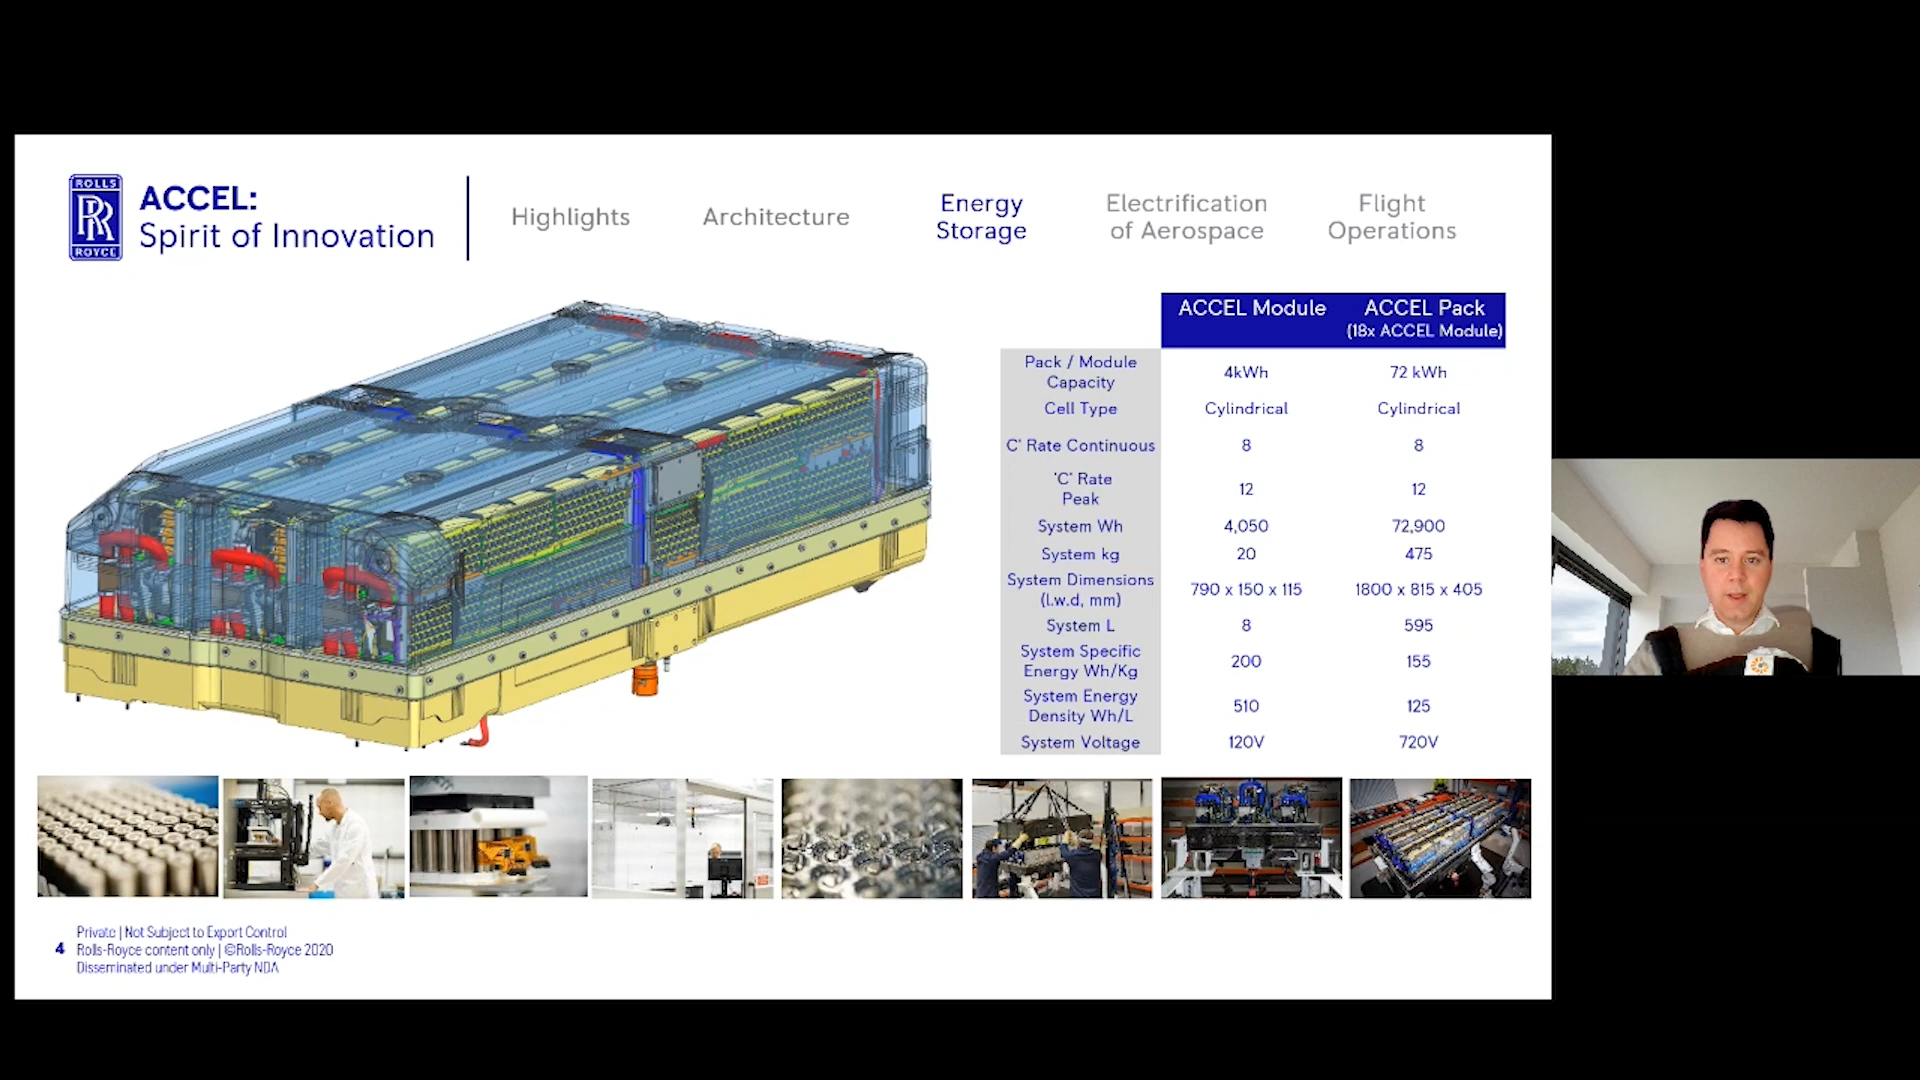 ROLLS
RR
ROYCE
ACCEL:
Spirit of Innovation
Highlights
Architecture
Energy
Storage
Electrification
of Aerospace
Flight
Operations
ACCEL Module
ACCEL Pack
(18x ACCEL Module)
Pack / Module
Capacity
4kWh
72 kWh
Cell Type
Cylindrical
Cylindrical
C' Rate Continuous
8
8
'C' Rate
Peak
12
12
System Wh
4,050
72,900
System kg
20
475
System Dimensions
(l.w.d, mm)
790 x 150 x 115
1800 x 815 x 405
System L
8
595
System Specific
Energy Wh/Kg
200
155
System Energy
Density Wh/L
510
125
System Voltage
120V
720V
4
Private | Not Subject to Export Control
Rolls-Royce content only | ©Rolls-Royce 2020
Disseminated under Multi-Party NDA